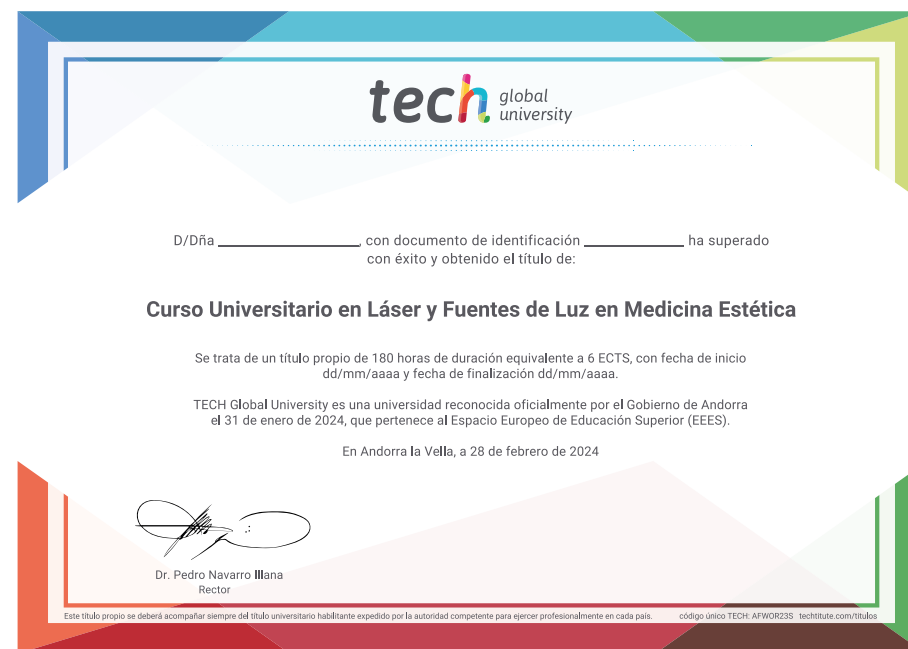 tech global university
D/Dña ____________, con documento de identificación ____________ ha superado
con éxito y obtenido el título de:
Curso Universitario en Láser y Fuentes de Luz en Medicina Estética
Se trata de un título propio de 180 horas de duración equivalente a 6 ECTS, con fecha de inicio
dd/mm/aaaa y fecha de finalización dd/mm/aaaa.
TECH Global University es una universidad reconocida oficialmente por el Gobierno de Andorra
el 31 de enero de 2024, que pertenece al Espacio Europeo de Educación Superior (EEES).
En Andorra la Vella, a 28 de febrero de 2024
Dr. Pedro Navarro Illana
Rector
Este título propio se deberá acompañar siempre del título universitario habilitante expedido por la autoridad competente para ejercer profesionalmente en cada país. código único TECH: AFWOR23S techtitute.com/titulos